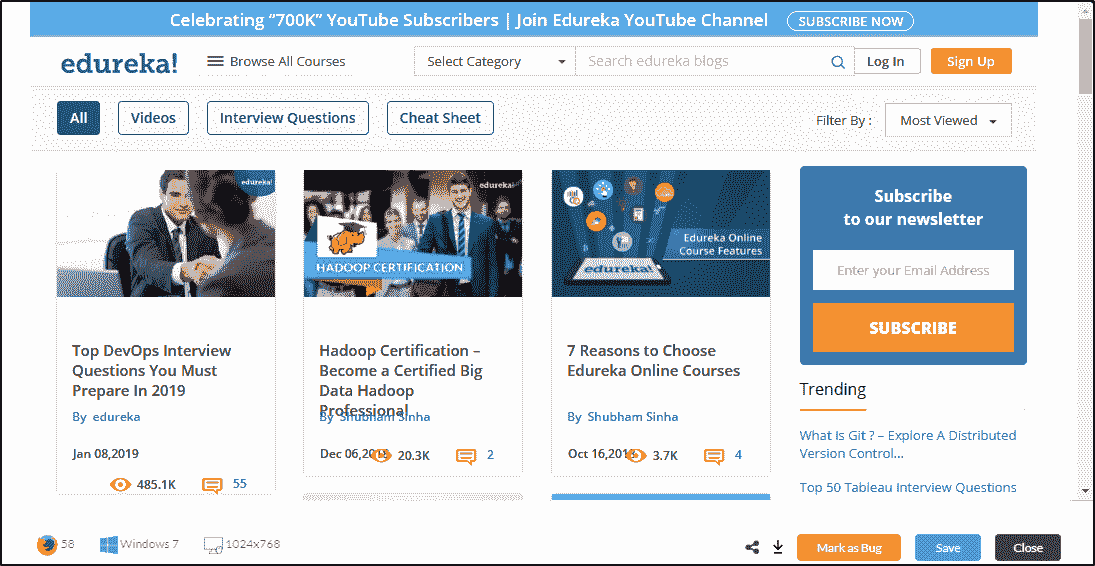 Celebrating “700K” YouTube Subscribers | Join Edureka YouTube Channel SUBSCRIBE NOW
edureka! Browse All Courses Select Category Search edureka blogs Log In Sign Up
All Videos Interview Questions Cheat Sheet Filter By : Most Viewed
edureka!
edureka!
HADOOP CERTIFICATION
Edureka Online
Course Features
edureka!
Top DevOps Interview
Questions You Must
Prepare In 2019
By edureka
Jan 08,2019
485.1K 55
Hadoop Certification –
Become a Certified Big
Data Hadoop
Professional
By Shubham Sinha
Dec 06,2018 20.3K 2
7 Reasons to Choose
Edureka Online Courses
By Shubham Sinha
Oct 16,2018 3.7K 4
Subscribe
to our newsletter
Enter your Email Address
SUBSCRIBE
Trending
What Is Git ? – Explore A Distributed
Version Control...
Top 50 Tableau Interview Questions
58 Windows 7 1024x768 Mark as Bug Save Close